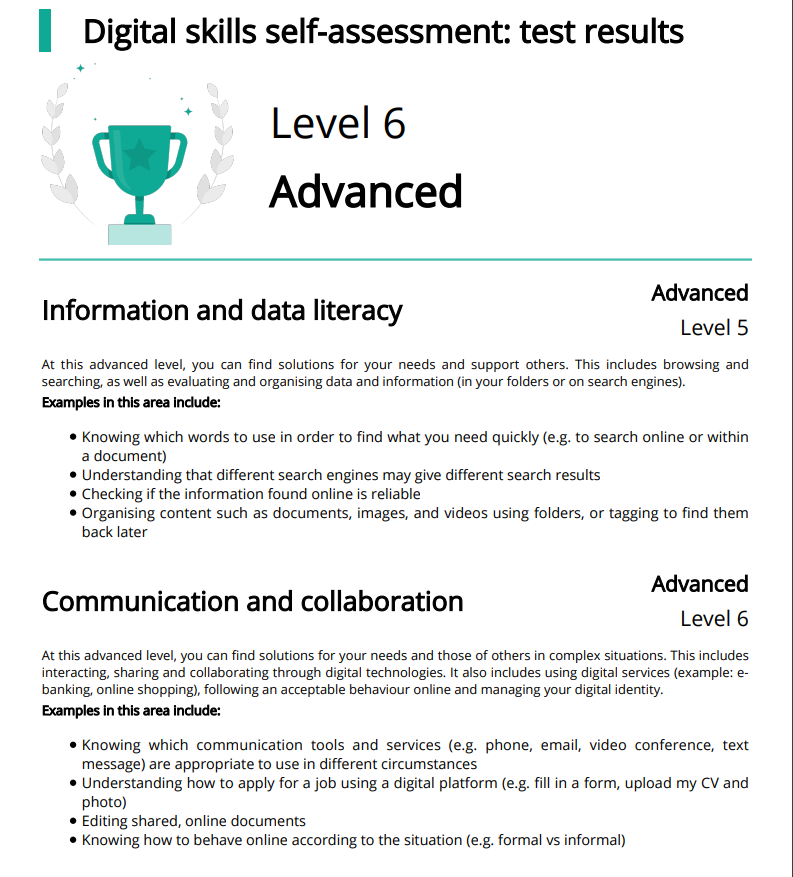 Digital skills self-assessment: test results
Level 6
Advanced
Information and data literacy
Advanced
Level 5
At this advanced level, you can find solutions for your needs and support others. This includes browsing and
searching, as well as evaluating and organising data and information (in your folders or on search engines).
Examples in this area include:
● Knowing which words to use in order to find what you need quickly (e.g. to search online or within
a document)
● Understanding that different search engines may give different search results
● Checking if the information found online is reliable
● Organising content such as documents, images, and videos using folders, or tagging to find them
back later
Communication and collaboration
Advanced
Level 6
At this advanced level, you can find solutions for your needs and those of others in complex situations. This includes
interacting, sharing and collaborating through digital technologies. It also includes using digital services (example: e-
banking, online shopping), following an acceptable behaviour online and managing your digital identity.
Examples in this area include:
● Knowing which communication tools and services (e.g. phone, email, video conference, text
message) are appropriate to use in different circumstances
● Understanding how to apply for a job using a digital platform (e.g. fill in a form, upload my CV and
photo)
● Editing shared, online documents
● Knowing how to behave online according to the situation (e.g. formal vs informal)